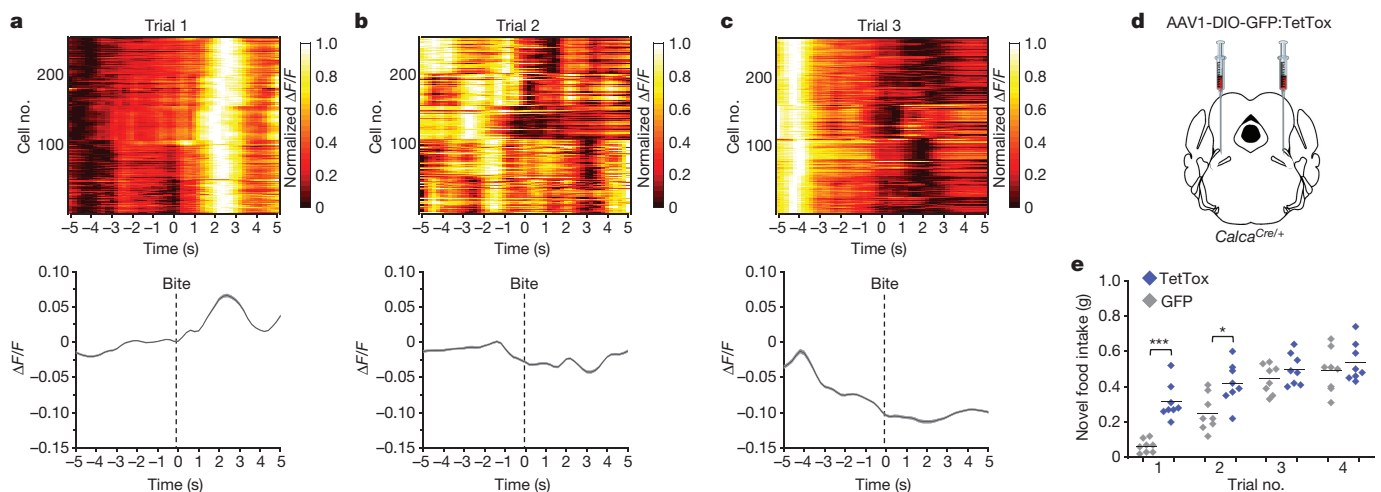 a
Trial 1
Cell no.
200
100
–5 –4 –3 –2 –1 0 1 2 3 4 5
Time (s)
1.0
0.8
0.6
0.4
0.2
0
Normalized ΔF/F
0.10
0.05
0
–0.05
–0.10
–0.15
ΔF/F
Bite
–5 –4 –3 –2 –1 0 1 2 3 4 5
Time (s)
b
Trial 2
Cell no.
200
100
–5 –4 –3 –2 –1 0 1 2 3 4 5
Time (s)
1.0
0.8
0.6
0.4
0.2
0
Normalized ΔF/F
0.10
0.05
0
–0.05
–0.10
–0.15
ΔF/F
Bite
–5 –4 –3 –2 –1 0 1 2 3 4 5
Time (s)
c
Trial 3
Cell no.
200
100
–5 –4 –3 –2 –1 0 1 2 3 4 5
Time (s)
1.0
0.8
0.6
0.4
0.2
0
Normalized ΔF/F
0.10
0.05
0
–0.05
–0.10
–0.15
ΔF/F
Bite
–5 –4 –3 –2 –1 0 1 2 3 4 5
Time (s)
d
AAV1-DIO-GFP:TetTox
Calca^Cre/+
e
TetTox
GFP
1.0
0.8
0.6
0.4
0.2
0
Novel food intake (g)
***
*
1 2 3 4
Trial no.